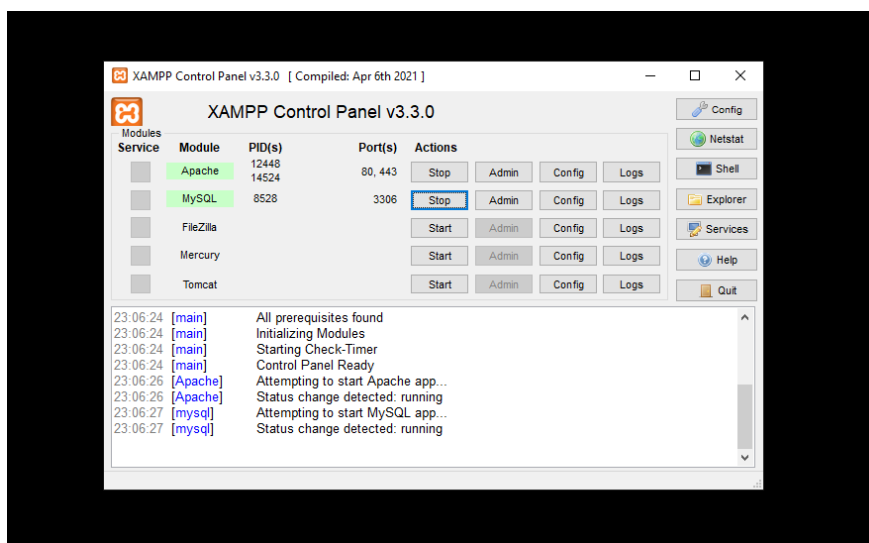 XAMPP Control Panel v3.3.0 [ Compiled: Apr 6th 2021 ]
XAMPP Control Panel v3.3.0
Config
Modules
Service Module PID(s) Port(s) Actions
Netstat
Apache 12448 14524 80, 443 Stop Admin Config Logs
Shell
MySQL 8528 3306 Stop Admin Config Logs
Explorer
FileZilla Start Admin Config Logs
Services
Mercury Start Admin Config Logs
Help
Tomcat Start Admin Config Logs
Quit
23:06:24 [main] All prerequisites found
23:06:24 [main] Initializing Modules
23:06:24 [main] Starting Check-Timer
23:06:24 [main] Control Panel Ready
23:06:26 [Apache] Attempting to start Apache app...
23:06:26 [Apache] Status change detected: running
23:06:27 [mysql] Attempting to start MySQL app...
23:06:27 [mysql] Status change detected: running